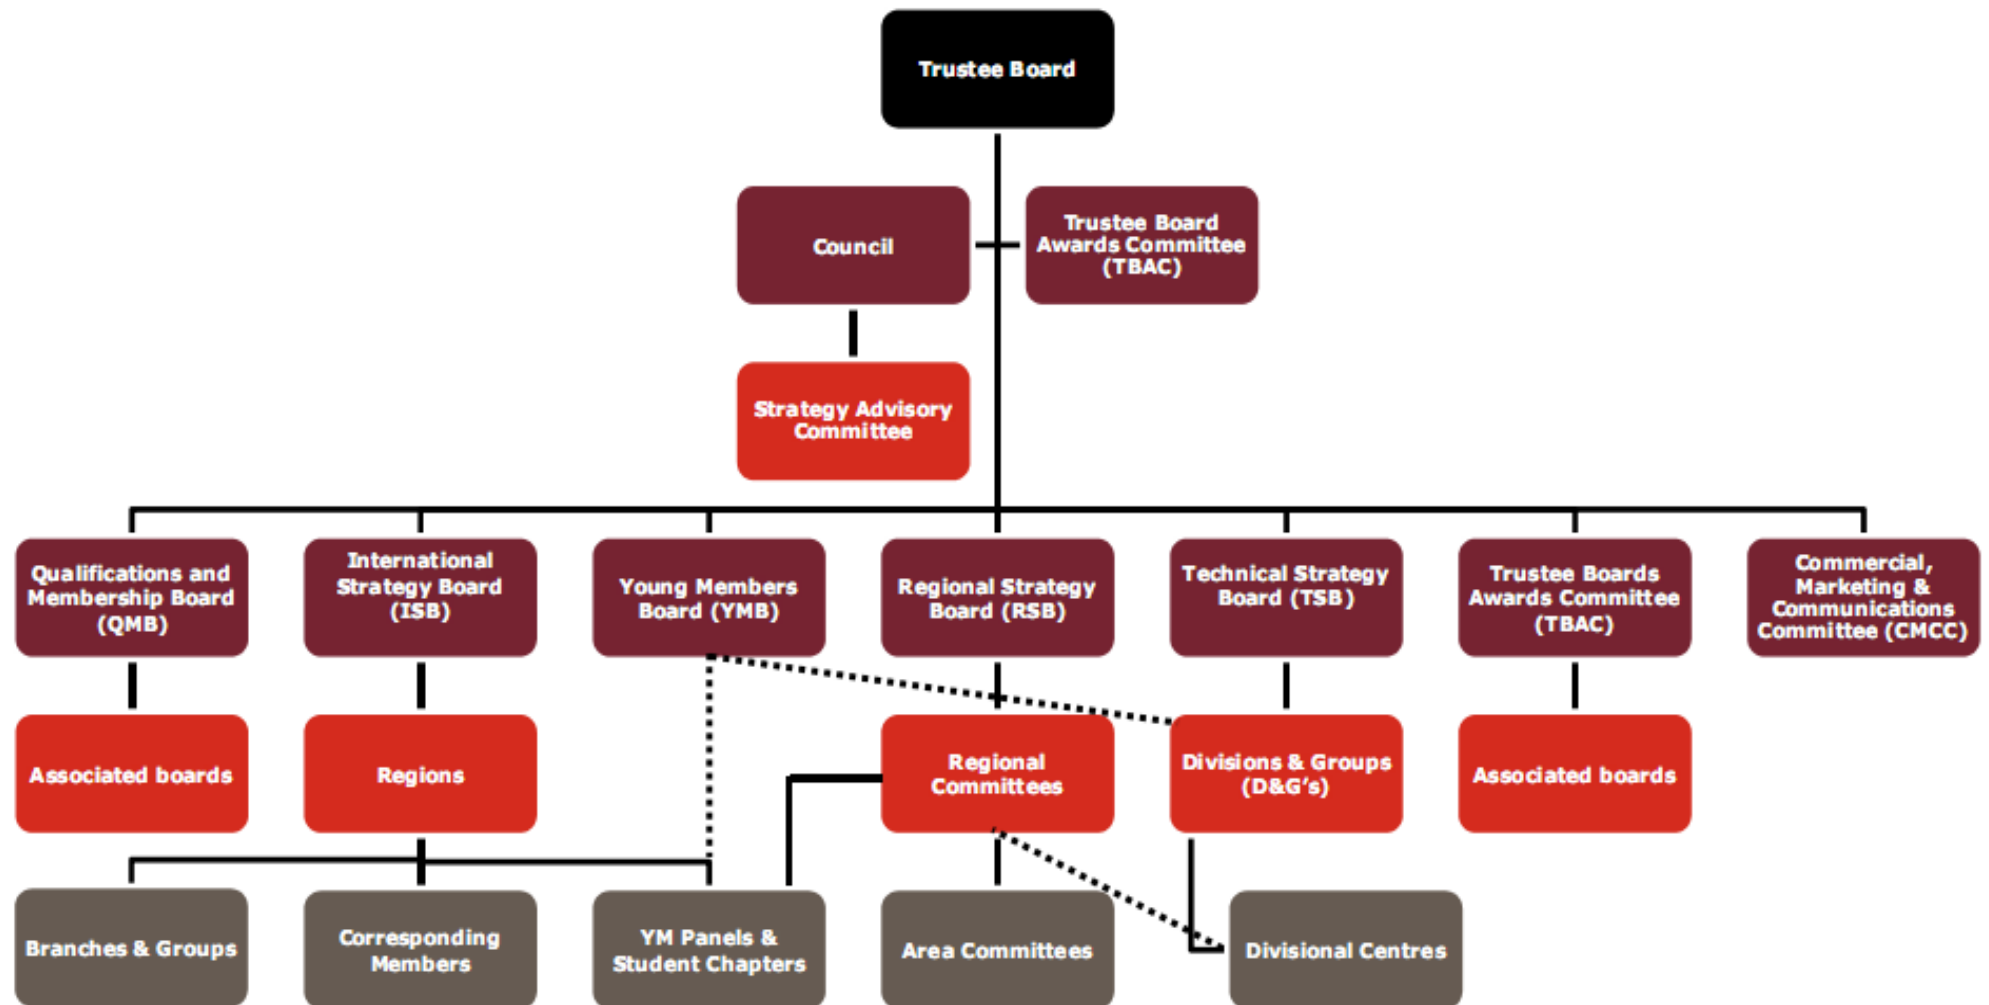 Trustee Board
Council
Trustee Board
Awards Committee
(TBAC)
Strategy Advisory
Committee
Qualifications and
Membership Board
(QMB)
International
Strategy Board
(ISB)
Young Members
Board (YMB)
Regional Strategy
Board (RSB)
Technical Strategy
Board (TSB)
Trustee Boards
Awards Committee
(TBAC)
Commercial,
Marketing &
Communications
Committee (CMCC)
Associated boards
Regions
Regional
Committees
Divisions & Groups
(D&G's)
Associated boards
Branches & Groups
Corresponding
Members
YM Panels &
Student Chapters
Area Committees
Divisional Centres